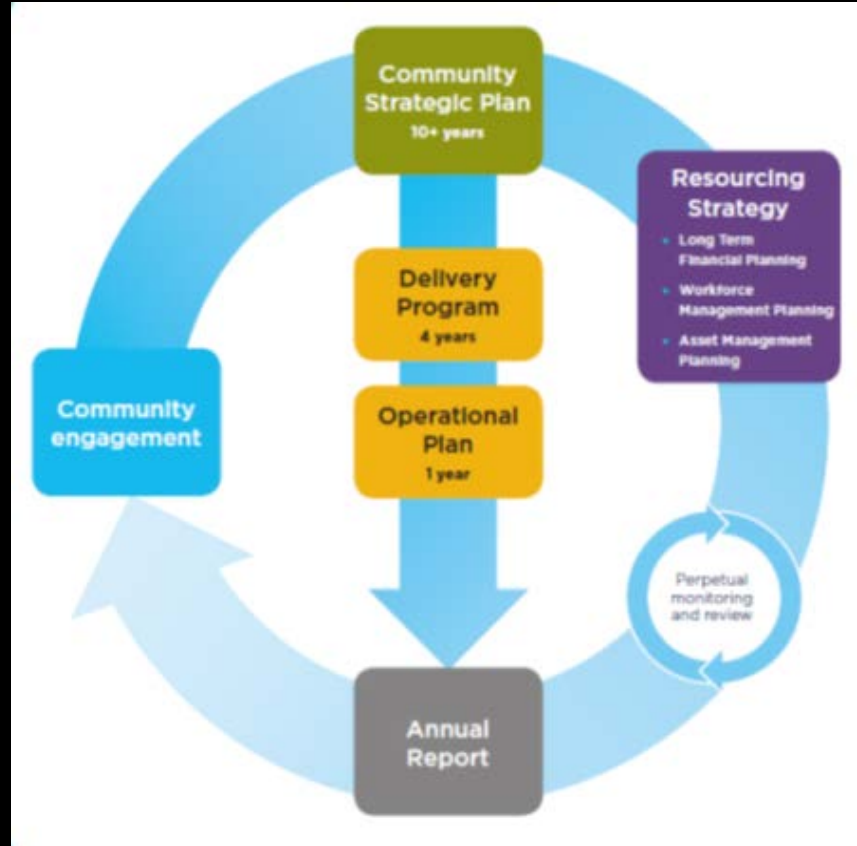 Community
Strategic Plan
10+ years
Resourcing
Strategy
• Long Term
Financial Planning
• Workforce
Management Planning
• Asset Management
Planning
Delivery
Program
4 years
Community
engagement
Operational
Plan
1 year
Perpetual
monitoring
and review
Annual
Report